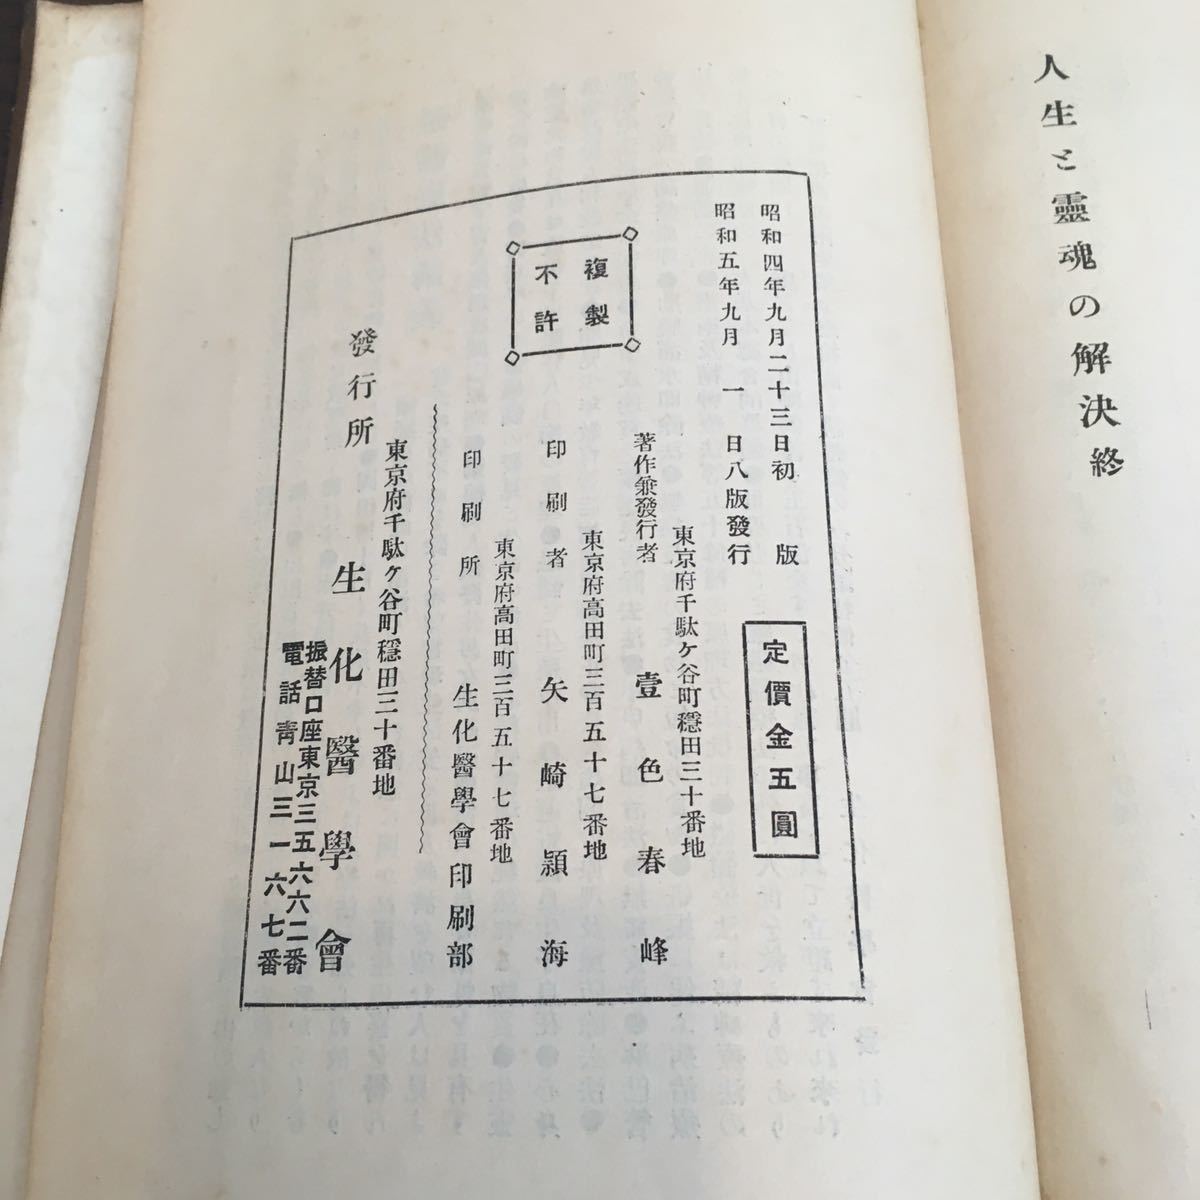 人生と靈魂の解決終
昭和四年九月二十三日初版
昭和五年九月一日八版發行
定價金五圓
複製
不許
東京府千駄ケ谷町穩田三十番地
著作兼發行者 壹色春峰
東京府高田町三百五十七番地
印刷者 矢崎潁海
東京府高田町三百五十七番地
印刷所 生化醫學會印刷部
東京府千駄ケ谷町穩田三十番地
發行所 生化醫學會
振替口座東京三五六六二番
電話靑山三一六七番